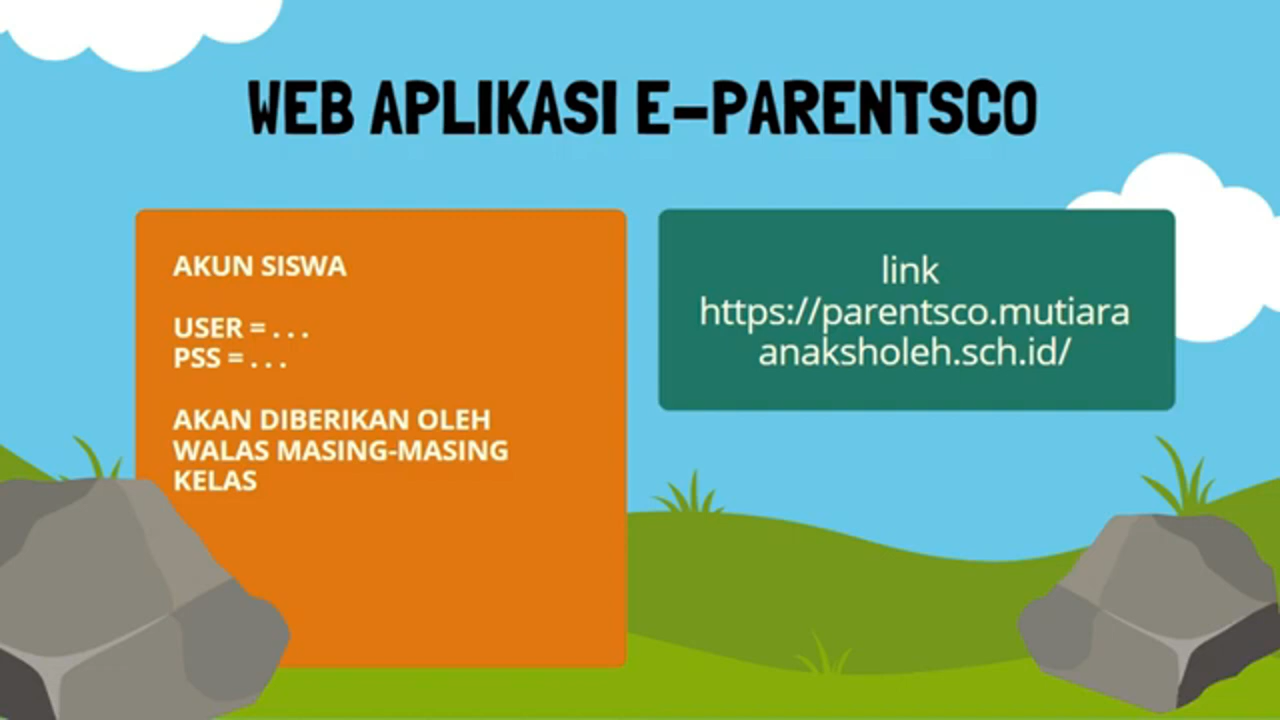 WEB APLIKASI E-PARENTSCO
AKUN SISWA
USER = . . .
PSS = . . .
AKAN DIBERIKAN OLEH
WALAS MASING-MASING
KELAS
link
https://parentsco.mutiara
anaksholeh.sch.id/